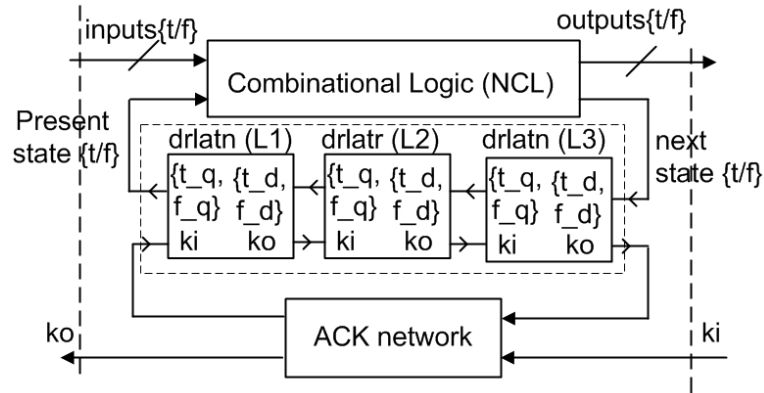 inputs{t/f}
outputs{t/f}
Combinational Logic (NCL)
Present
state {t/f}
drlatn (L1)
drlatr (L2)
drlatn (L3)
next
state {t/f}
{t_q, {t_d,
f_q} f_d}
ki ko
{t_q, {t_d,
f_q} f_d}
ki ko
{t_q, {t_d,
f_q} f_d}
ki ko
ACK network
ko
ki